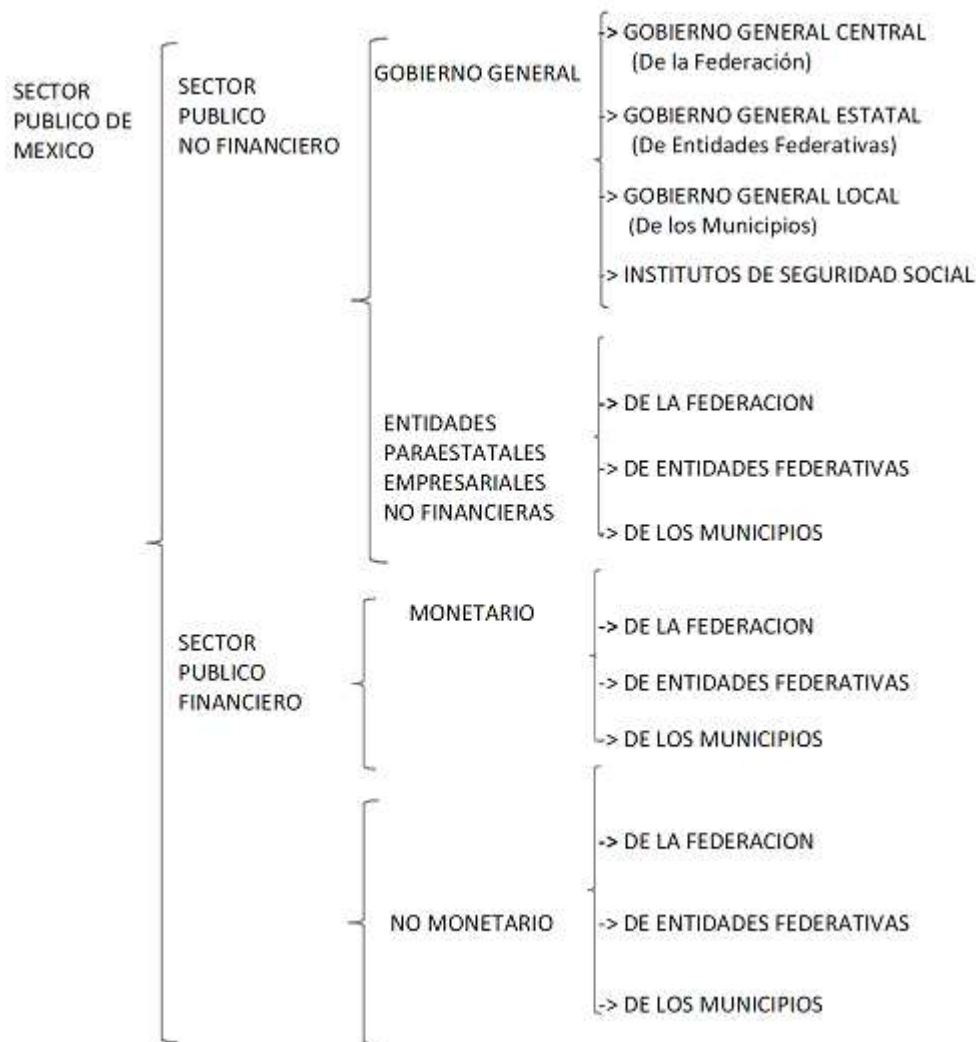 SECTOR
PUBLICO DE
MEXICO
SECTOR
PUBLICO
NO FINANCIERO
GOBIERNO GENERAL
-> GOBIERNO GENERAL CENTRAL
(De la Federación)
-> GOBIERNO GENERAL ESTATAL
(De Entidades Federativas)
-> GOBIERNO GENERAL LOCAL
(De los Municipios)
-> INSTITUTOS DE SEGURIDAD SOCIAL
ENTIDADES
PARAESTATALES
EMPRESARIALES
NO FINANCIERAS
-> DE LA FEDERACION
-> DE ENTIDADES FEDERATIVAS
-> DE LOS MUNICIPIOS
SECTOR
PUBLICO
FINANCIERO
MONETARIO
-> DE LA FEDERACION
-> DE ENTIDADES FEDERATIVAS
-> DE LOS MUNICIPIOS
NO MONETARIO
-> DE LA FEDERACION
-> DE ENTIDADES FEDERATIVAS
-> DE LOS MUNICIPIOS